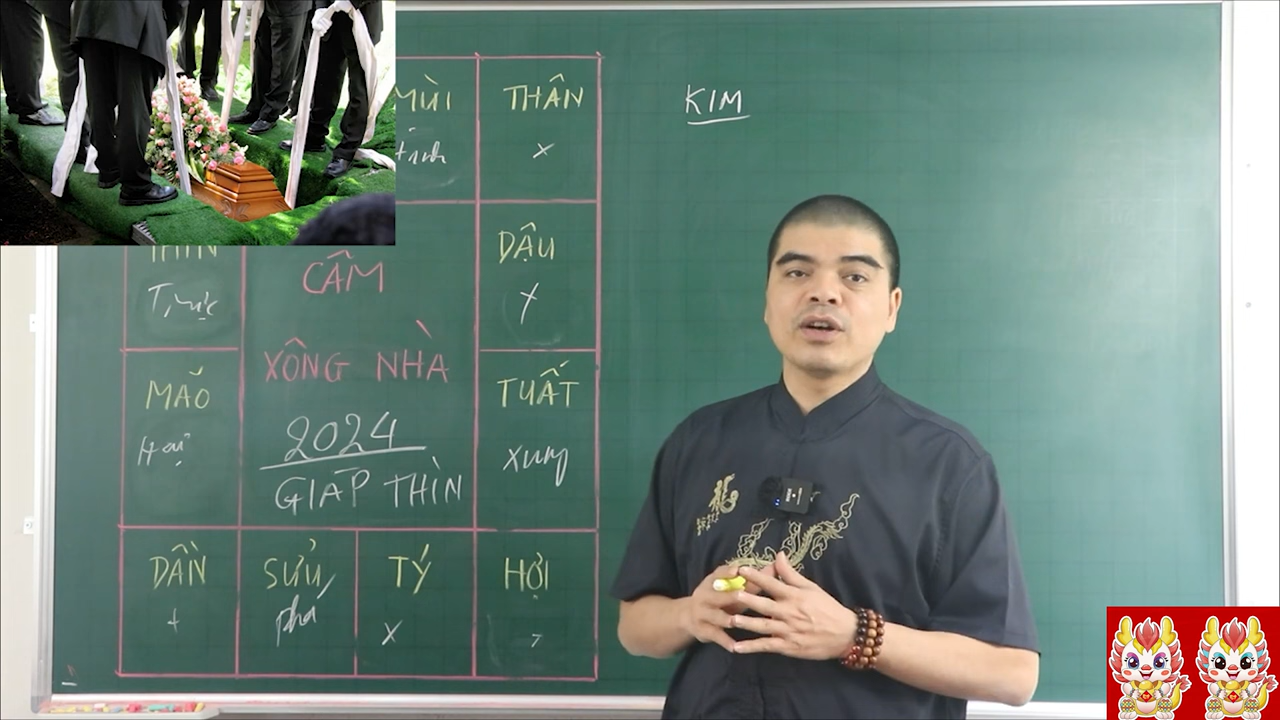 MÙI
THÂN
x
THÌN
CẤM
DẬU
XÔNG NHÀ
MÃO
Hại
TUẤT
xung
2024
GIÁP THÌN
DẦN
+
SỬU
phá
TÝ
x
HỢI
KIM